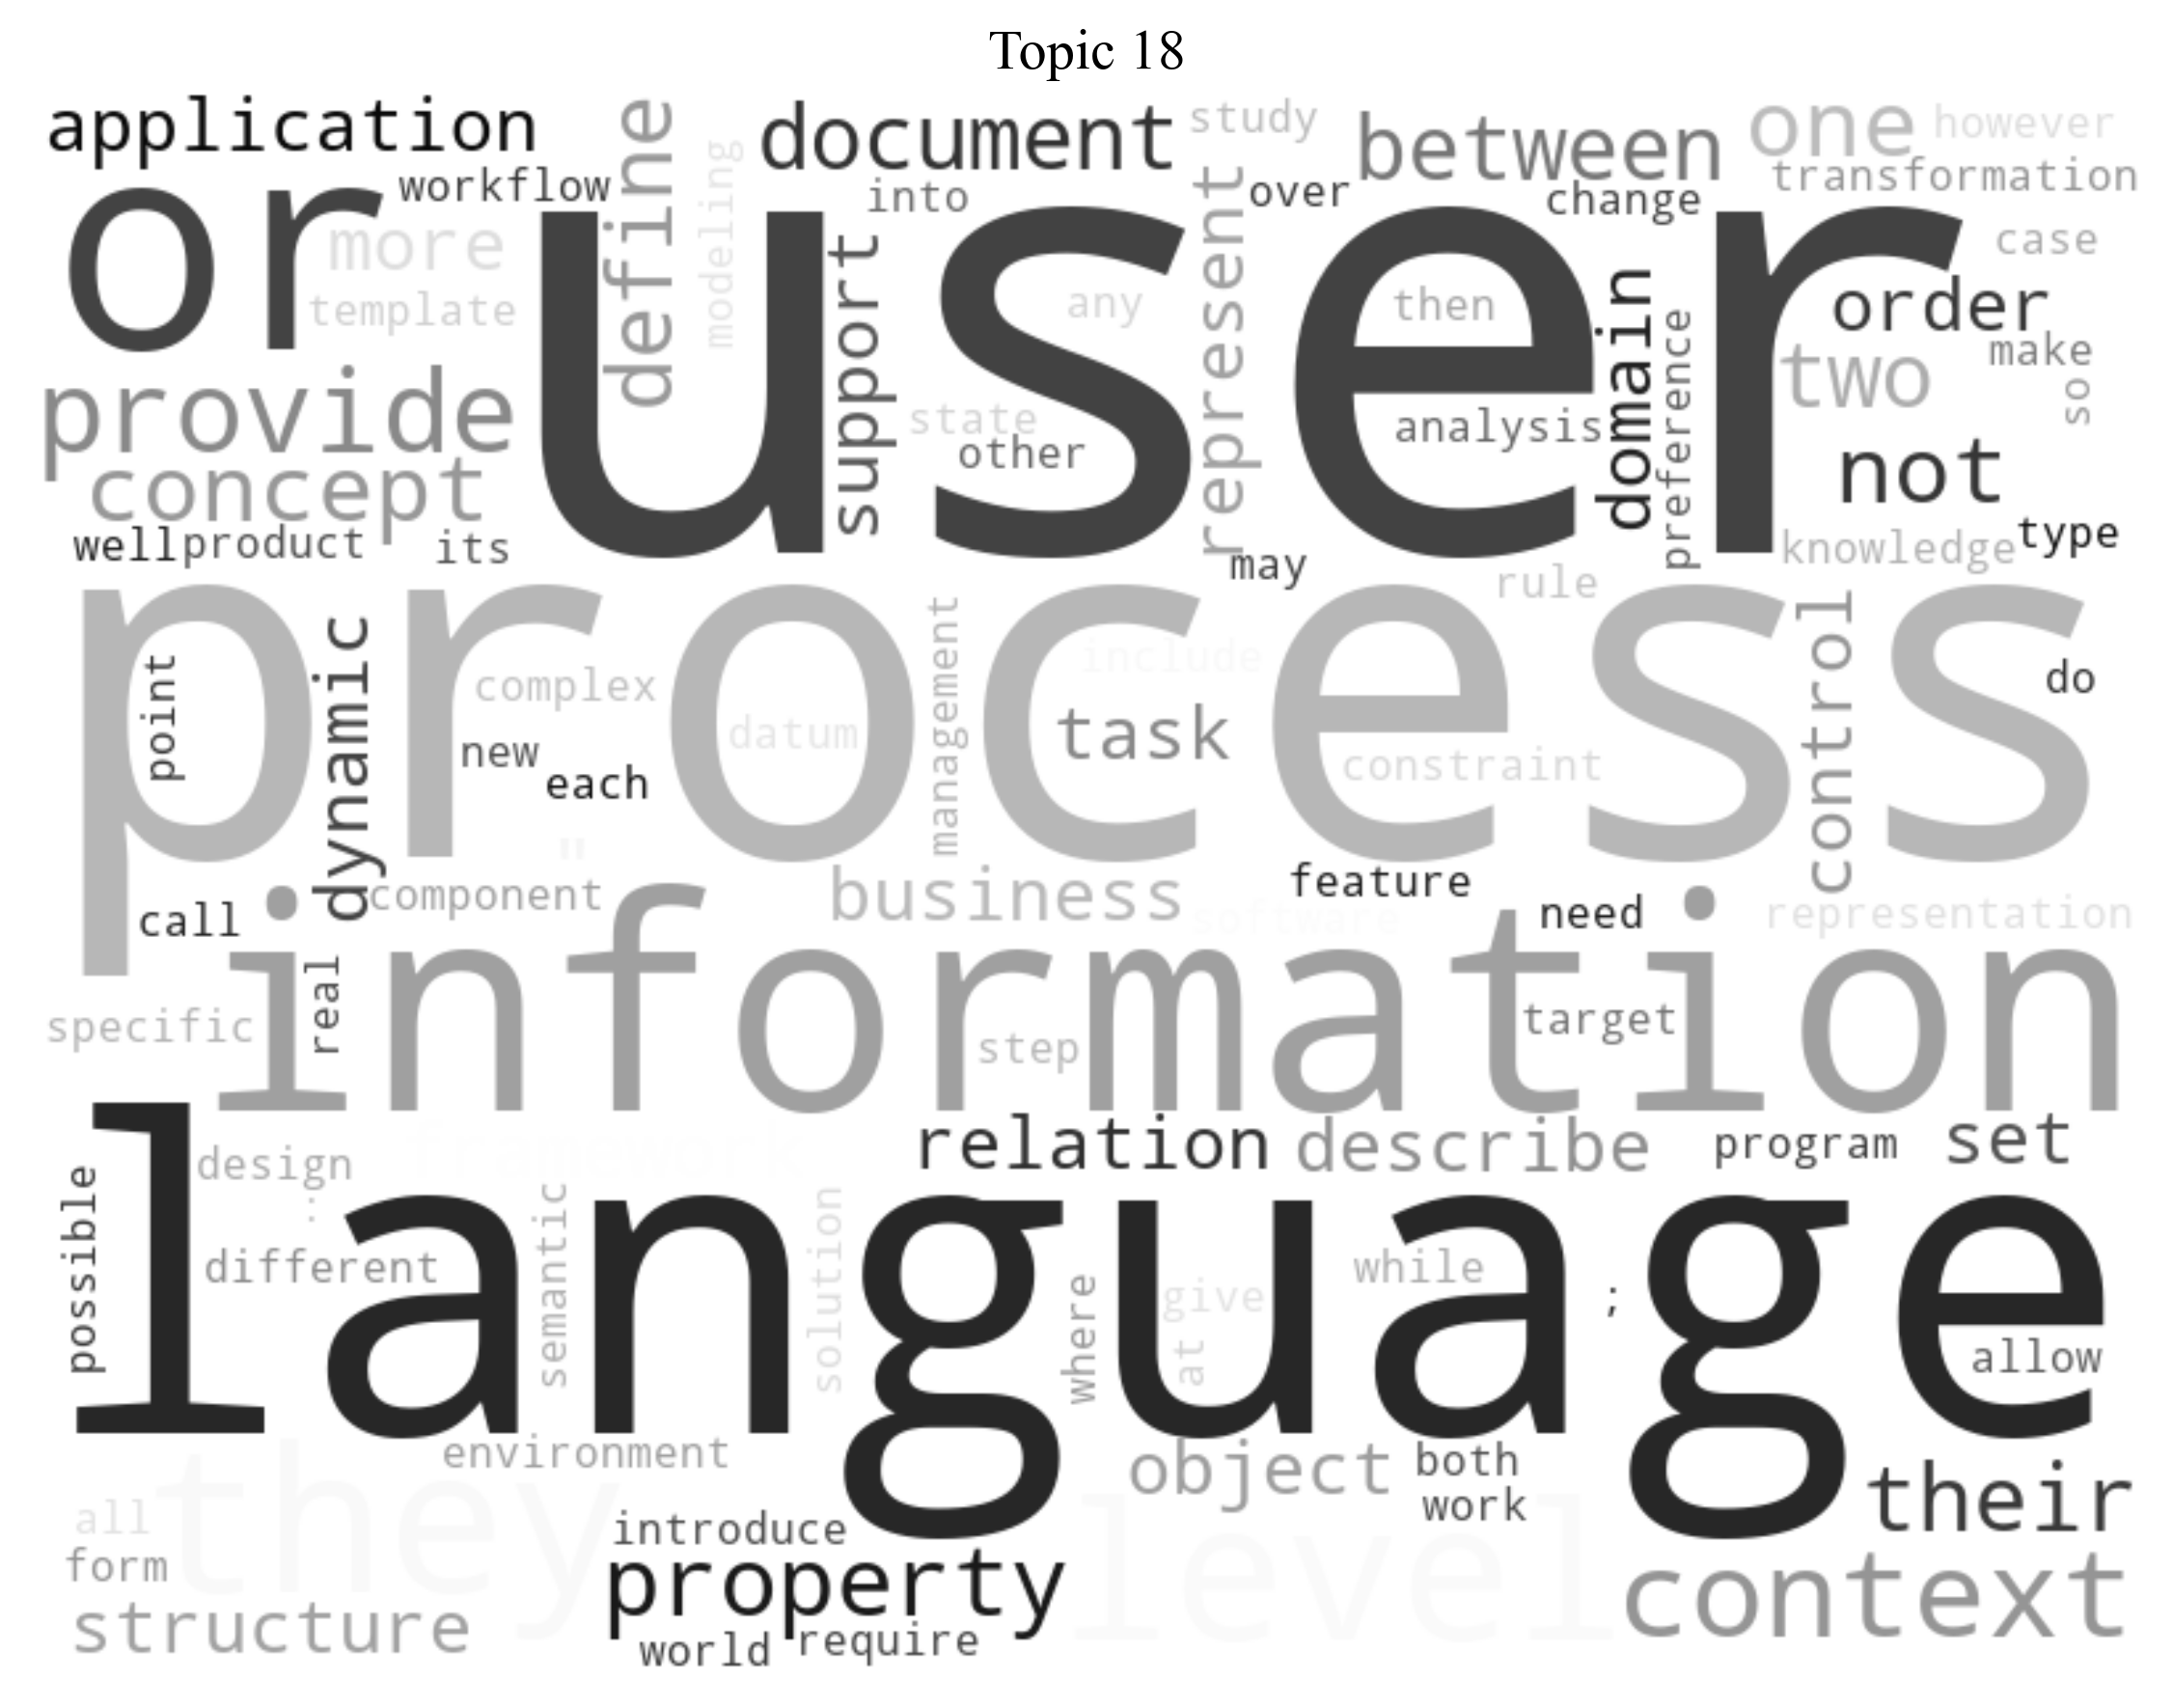 Topic 18
application
document
study
between
one
however
or
workflow
define
modeling
into
represent
over
change
transformation
more
template
user
support
any
then
domain
preference
order
case
make
two
so
provide
state
other
analysis
not
concept
well
product
its
may
knowledge
type
process
rule
point
dynamic
complex
management
include
control
do
new
each
datum
task
constraint
"
call
component
business
software
feature
need
representation
information
specific
real
step
target
design
relation
describe
program
set
language
possible
:
different
semantic
solution
where
give
at
while
;
allow
environment
object
both
work
their
they
level
all
form
introduce
property
context
structure
world
require